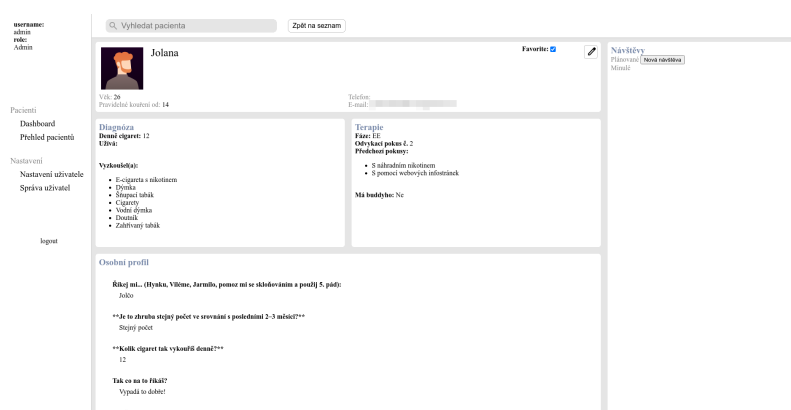 username:
admin
role:
Admin
Pacienti
Dashboard
Přehled pacientů
Nastavení
Nastavení uživatele
Správa uživatel
logout
Vyhledat pacienta
Zpět na seznam
Jolana
Favorite:
Věk: 26
Pravidelné kouření od: 14
Telefon:
E-mail:
Diagnóza
Denně cigaret: 12
Užívá:
Vyzkoušel(a):
E-cigareta s nikotinem
Dýmka
Šňupací tabák
Cigarety
Vodní dýmka
Doutník
Zahřívaný tabák
Terapie
Fáze: EE
Odvykací pokus č. 2
Předchozí pokusy:
S náhradním nikotinem
S pomocí webových infostránek
Má buddyho: Ne
Osobní profil
Říkej mi... (Hynku, Viléme, Jarmilo, pomoz mi se skloňováním a použij 5. pád):
Jolčo
**Je to zhruba stejný počet ve srovnání s posledními 2–3 měsíci?**
Stejný počet
**Kolik cigaret tak vykouříš denně?**
12
Tak co na to říkáš?
Vypadá to dobře!
Návštěvy
Plánované Nová návštěva
Minulé